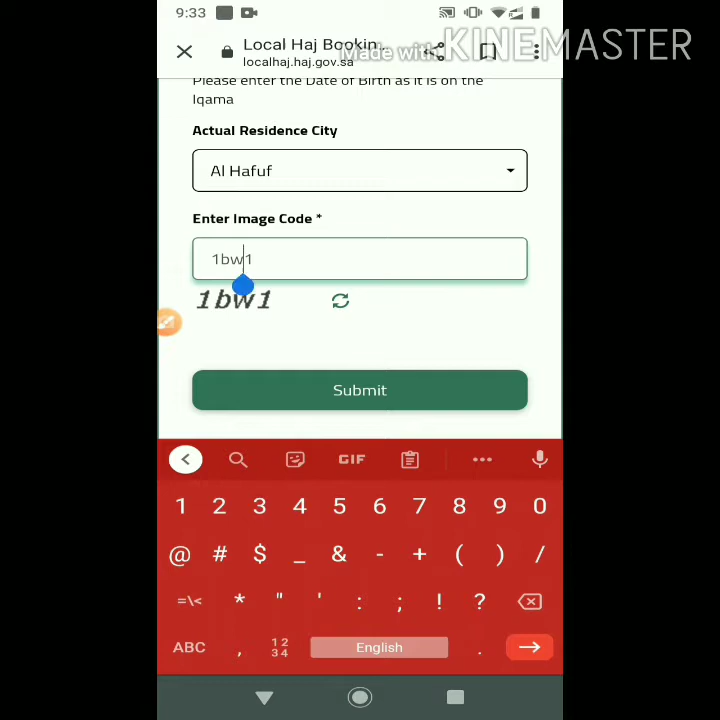 9:33
Local Haj Bookin...
localhaj.haj.gov.sa
Made with KINEMASTER
Please enter the Date of Birth as it is on the
Iqama
Actual Residence City
Al Hafuf
Enter Image Code *
1bw1
1bw1
Submit
GIF
1 2 3 4 5 6 7 8 9 0
@ # $ _ & - + ( ) /
=\< * " ' : ; ! ?
ABC , 12 34 English .